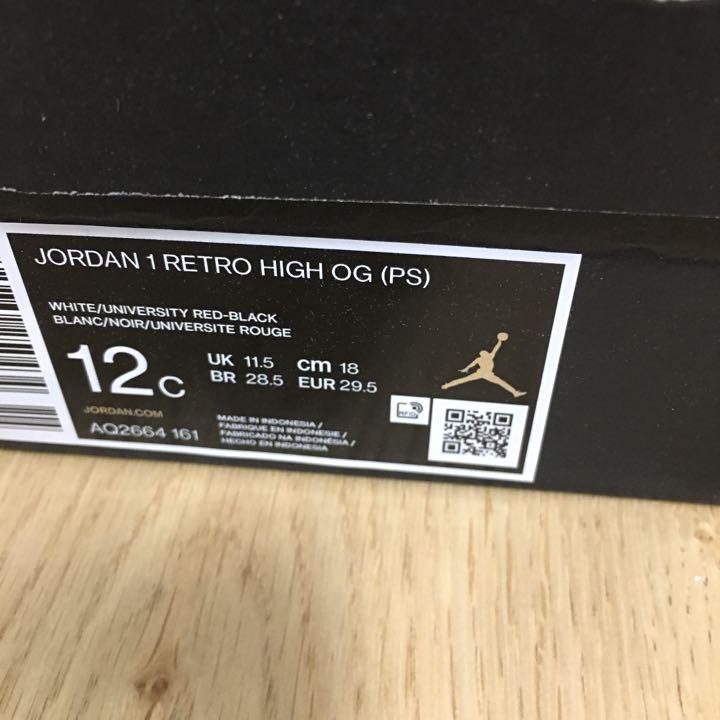 JORDAN 1 RETRO HIGH OG (PS)
WHITE/UNIVERSITY RED-BLACK
BLANC/NOIR/UNIVERSITE ROUGE
12C
UK 11.5 cm 18
BR 28.5 EUR 29.5
JORDAN.COM
AQ2664 161
MADE IN INDONESIA /
FABRIQUE EN INDONESIE /
FABRICADO NA INDONÉSIA /
HECHO EN INDONESIA
RFID